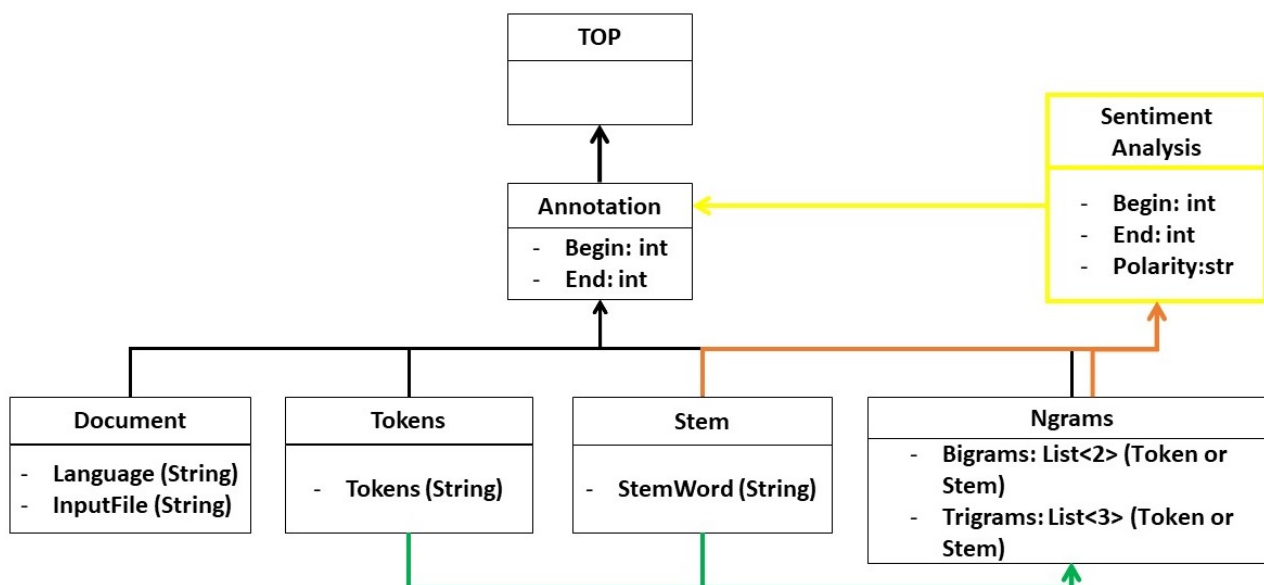 TOP
Sentiment
Analysis
- Begin: int
- End: int
- Polarity:str
Annotation
- Begin: int
- End: int
Document
- Language (String)
- InputFile (String)
Tokens
- Tokens (String)
Stem
- StemWord (String)
Ngrams
- Bigrams: List<2> (Token or
Stem)
- Trigrams: List<3> (Token or
Stem)